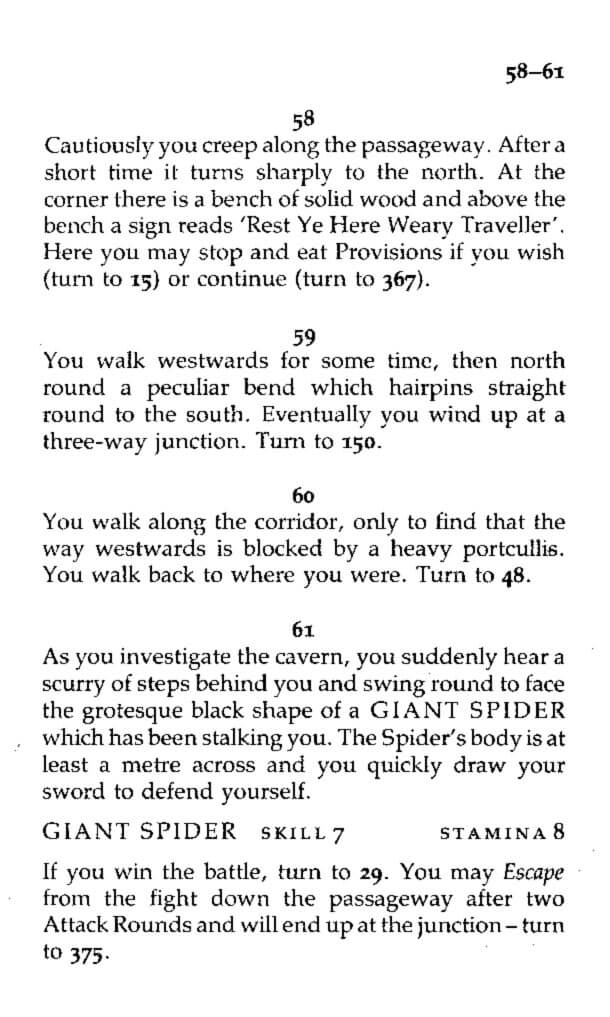 58–61
58
Cautiously you creep along the passageway. After a
short time it turns sharply to the north. At the
corner there is a bench of solid wood and above the
bench a sign reads ‘Rest Ye Here Weary Traveller’.
Here you may stop and eat Provisions if you wish
(turn to 15) or continue (turn to 367).
59
You walk westwards for some time, then north
round a peculiar bend which hairpins straight
round to the south. Eventually you wind up at a
three-way junction. Turn to 150.
60
You walk along the corridor, only to find that the
way westwards is blocked by a heavy portcullis.
You walk back to where you were. Turn to 48.
61
As you investigate the cavern, you suddenly hear a
scurry of steps behind you and swing round to face
the grotesque black shape of a GIANT SPIDER
which has been stalking you. The Spider’s body is at
least a metre across and you quickly draw your
sword to defend yourself.
GIANT SPIDER SKILL 7 STAMINA 8
If you win the battle, turn to 29. You may Escape
from the fight down the passageway after two
Attack Rounds and will end up at the junction – turn
to 375.